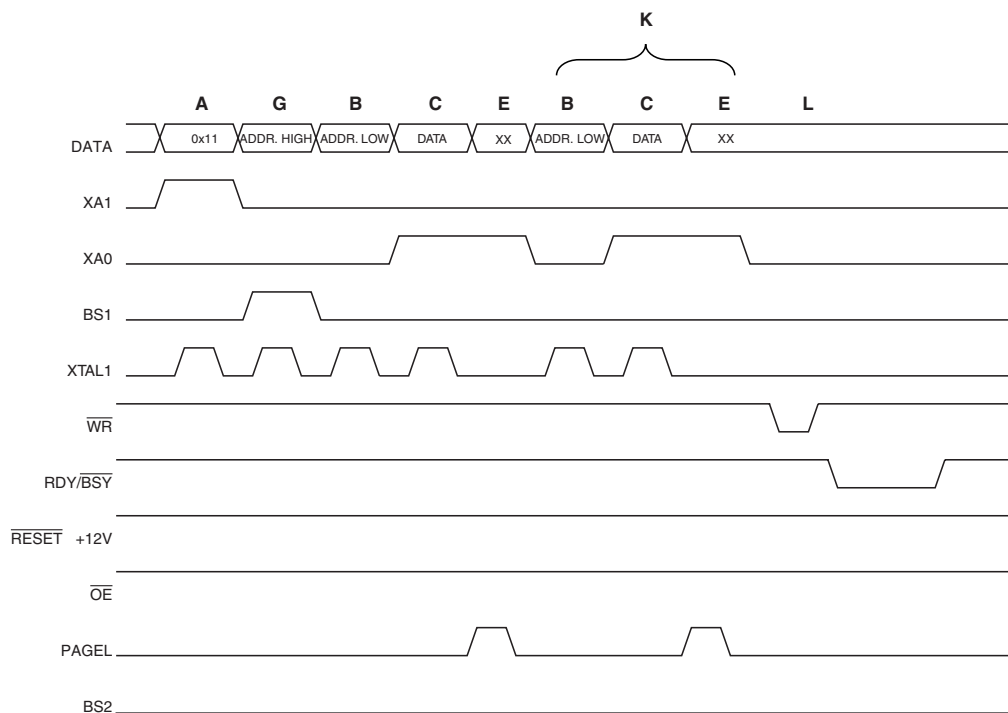 K
A G B C E B C E L
DATA 0x11 ADDR. HIGH ADDR. LOW DATA XX ADDR. LOW DATA XX
XA1
XA0
BS1
XTAL1
WR
RDY/BSY
RESET +12V
OE
PAGEL
BS2